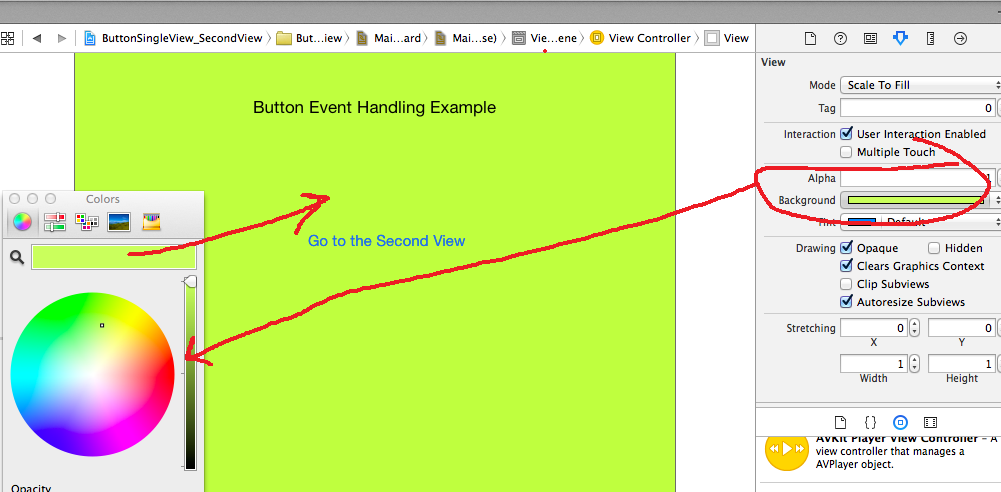 ButtonSingleView_SecondView But...iew Mai...ard Mai...se) Vie...ene View Controller View
View
Mode Scale To Fill
Tag 0
Button Event Handling Example
Interaction User Interaction Enabled
Multiple Touch
Alpha 1
Background
Colors
Default
Go to the Second View
Drawing Opaque Hidden
Clears Graphics Context
Clip Subviews
Autoresize Subviews
Stretching 0 0
X Y
1 1
Width Height
AVKit Player View Controller – A
view controller that manages a
AVPlayer object.
Opacity